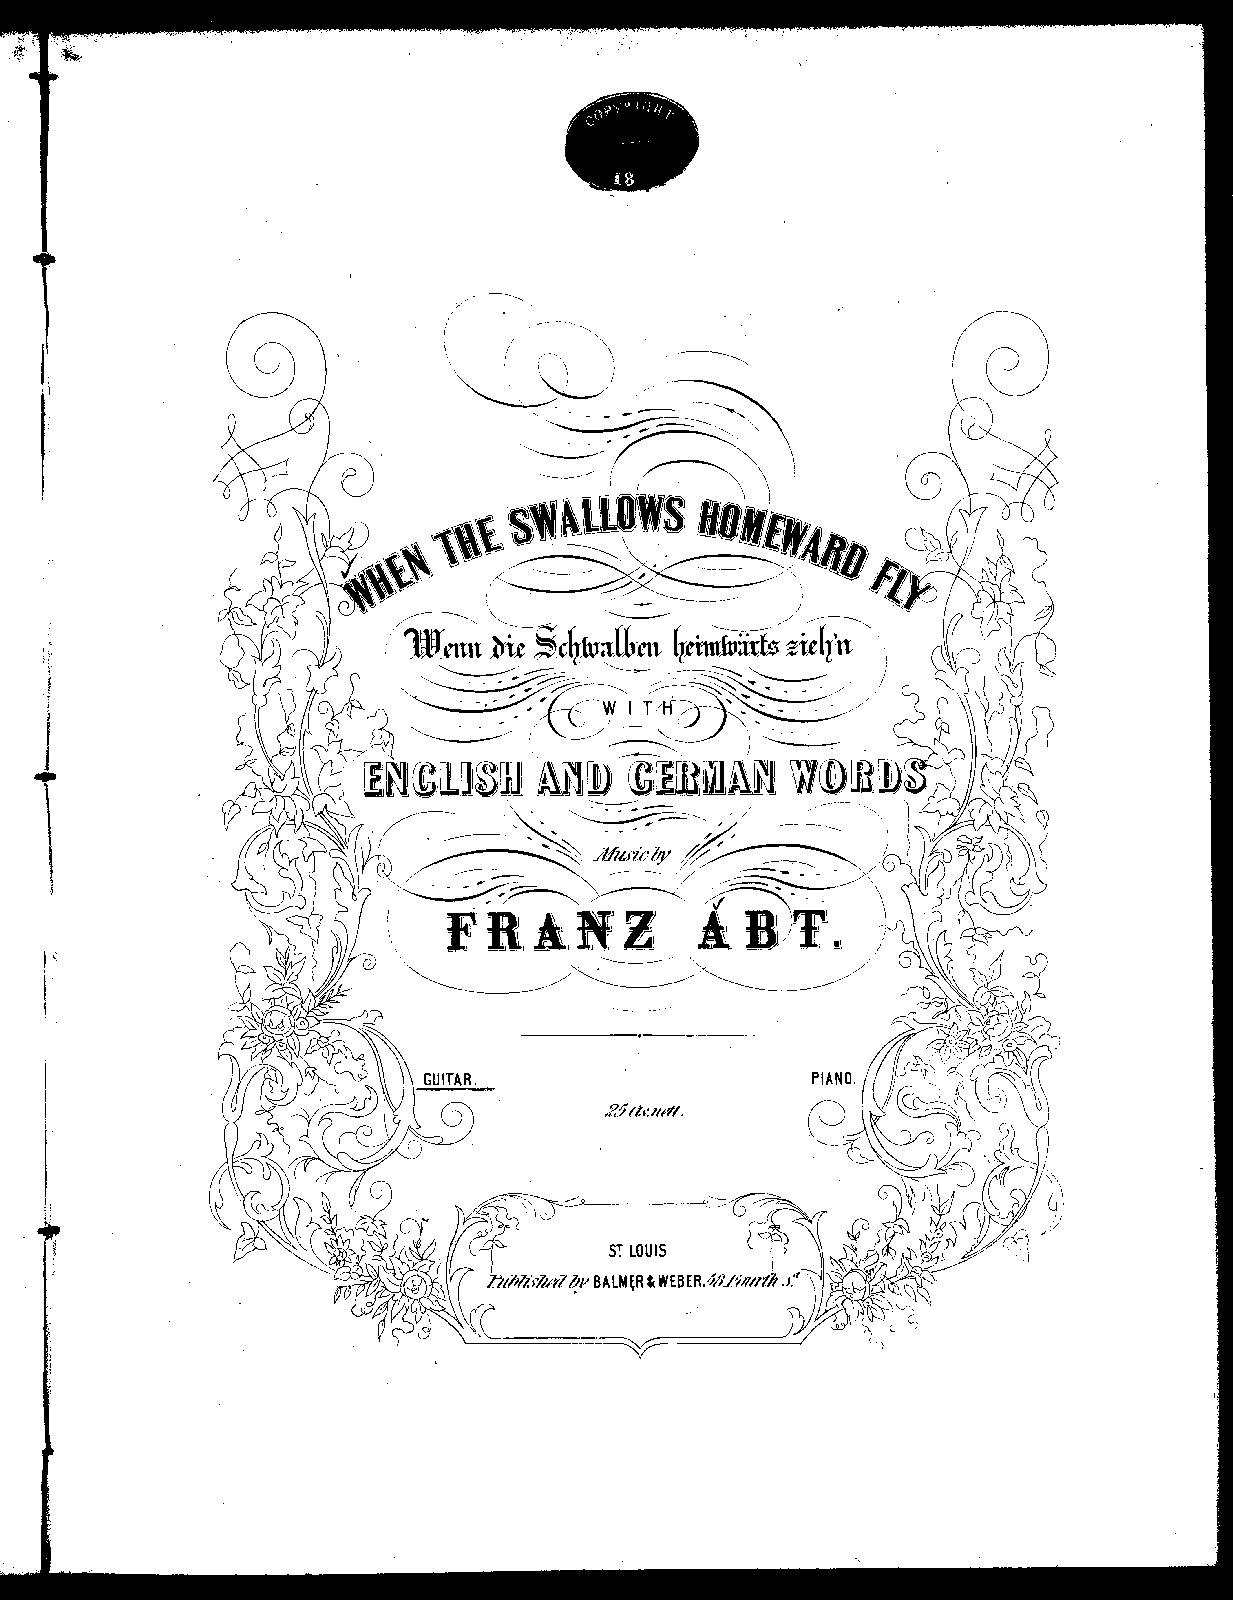 COPYRIGHT
18
WHEN THE SWALLOWS HOMEWARD FLY
Wenn die Schwalben heimwärts zieh'n
WITH
ENGLISH AND GERMAN WORDS
Music by
FRANZ ABT.
GUITAR.
PIANO.
25 Cts. nett.
ST. LOUIS
Published by BALMER & WEBER, 58 Fourth St.